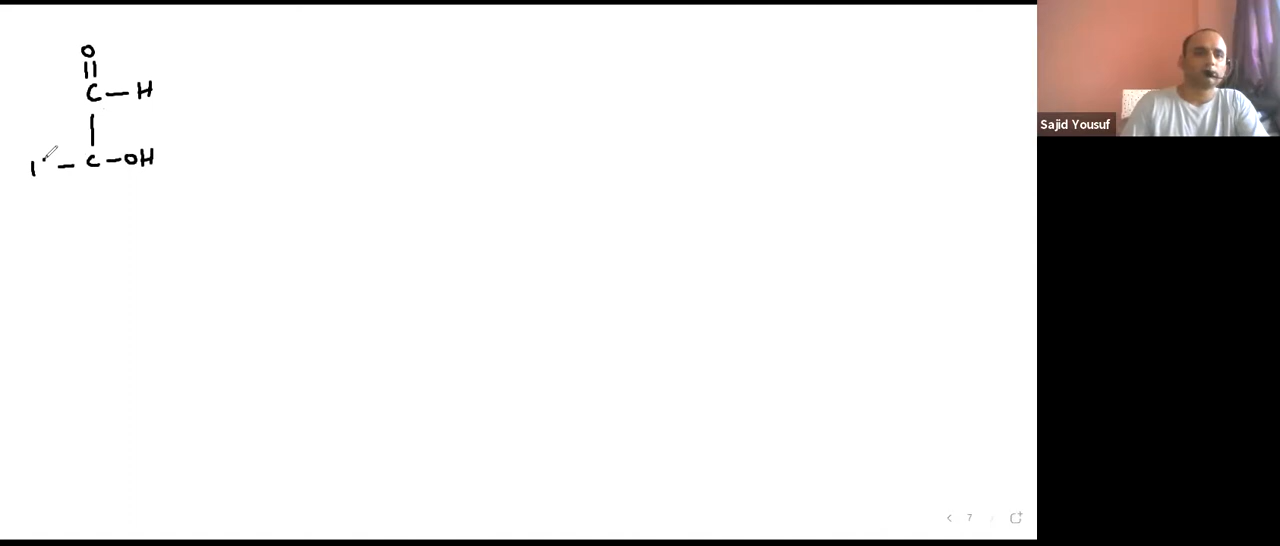 O
||
C — H
|
– C – OH
Sajid Yousuf
7